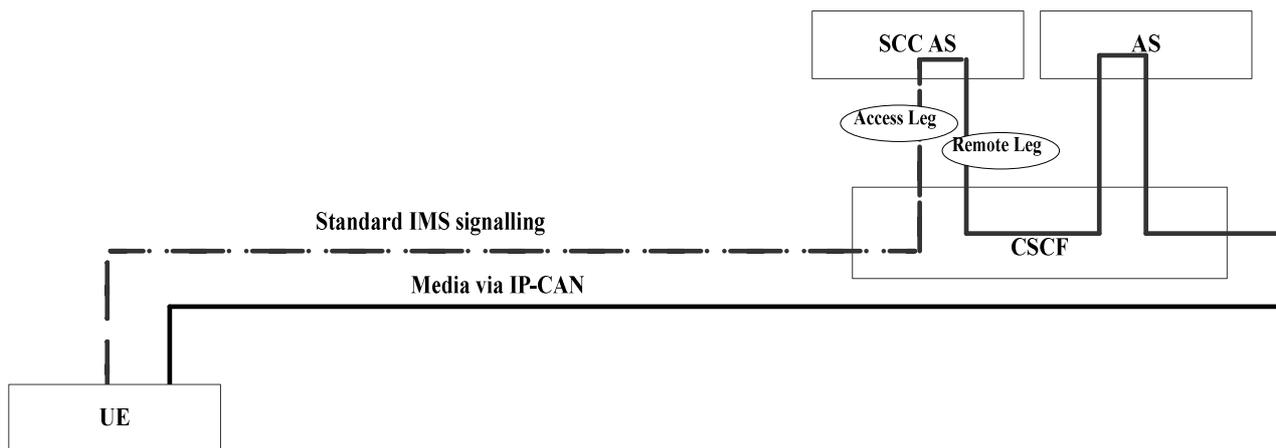 SCC AS
AS
Access Leg
Remote Leg
Standard IMS signalling
CSCF
Media via IP-CAN
UE